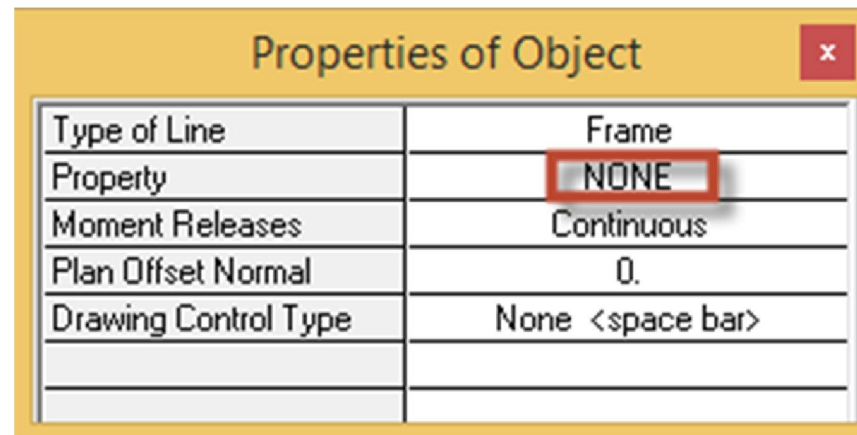 Properties of Object
x
Type of Line Frame
Property NONE
Moment Releases Continuous
Plan Offset Normal 0.
Drawing Control Type None <space bar>